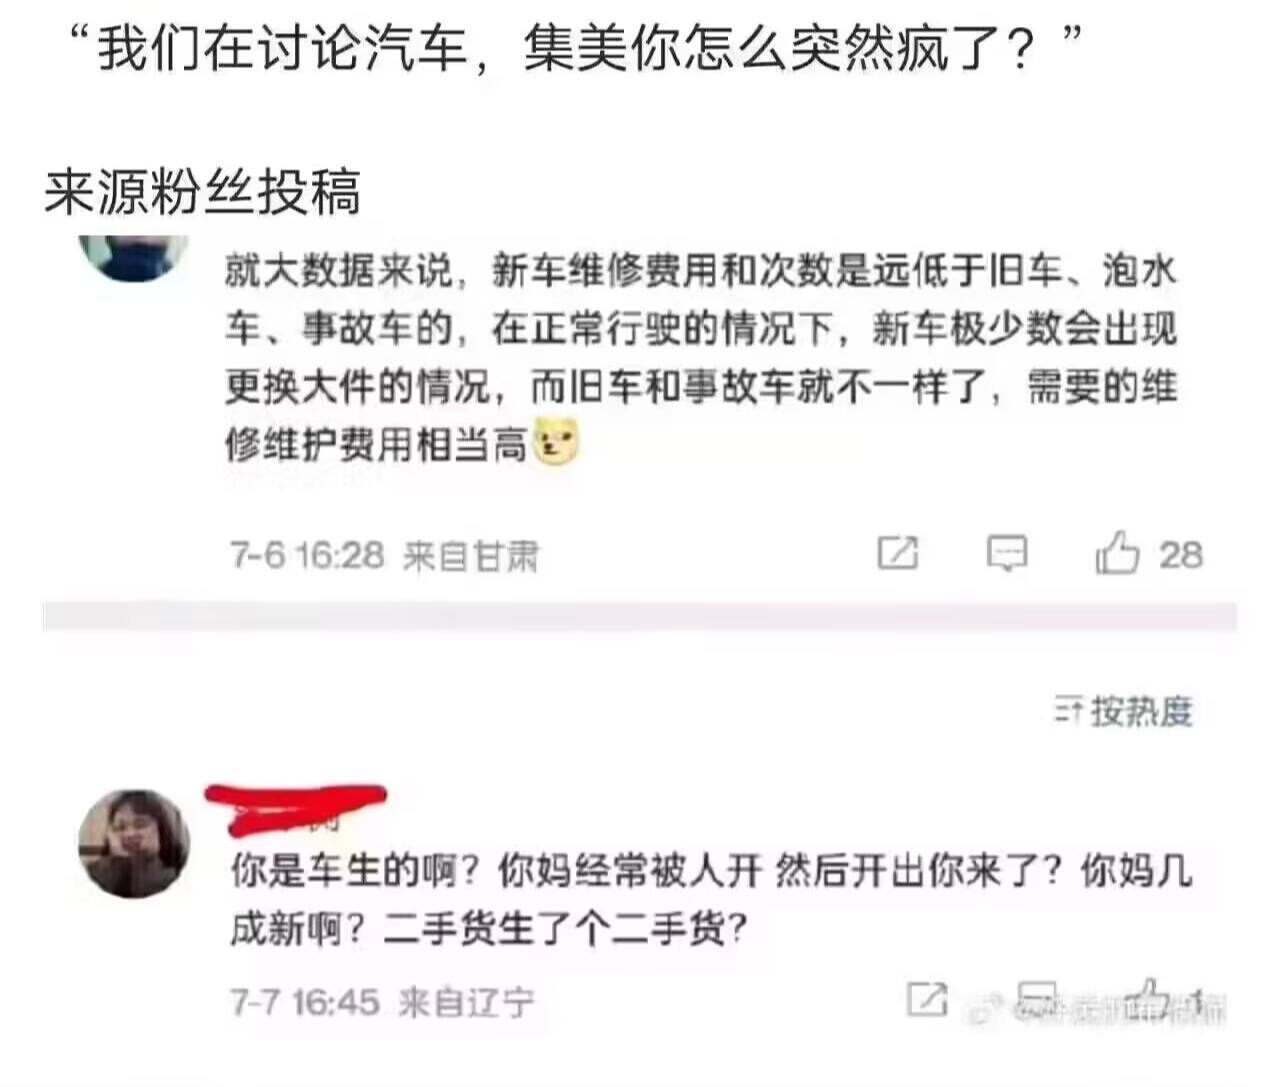 “我们在讨论汽车，集美你怎么突然疯了？”
来源粉丝投稿
就大数据来说，新车维修费用和次数是远低于旧车、泡水
车、事故车的，在正常行驶的情况下，新车极少数会出现
更换大件的情况，而旧车和事故车就不一样了，需要的维
修维护费用相当高
7-6 16:28 来自甘肃
28
按热度
你是车生的啊？你妈经常被人开 然后开出你来了？你妈几
成新啊？二手货生了个二手货？
7-7 16:45 来自辽宁
1